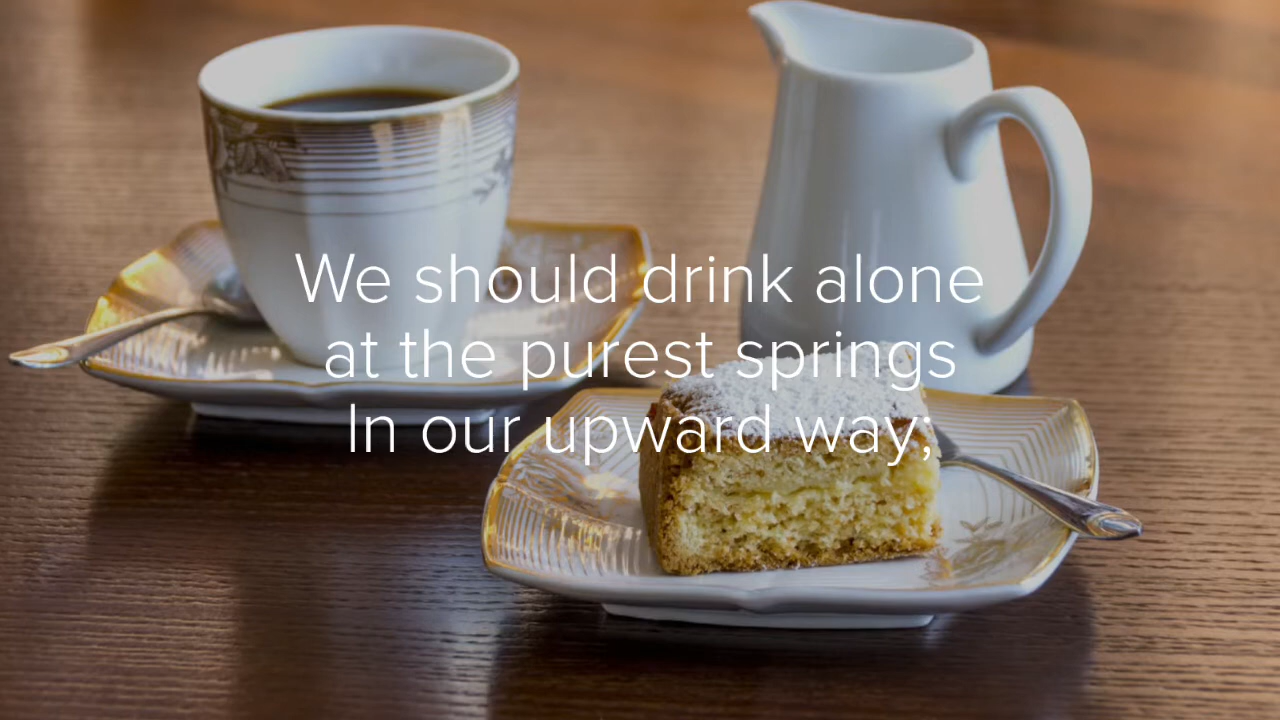 We should drink alone
at the purest springs
In our upward way;